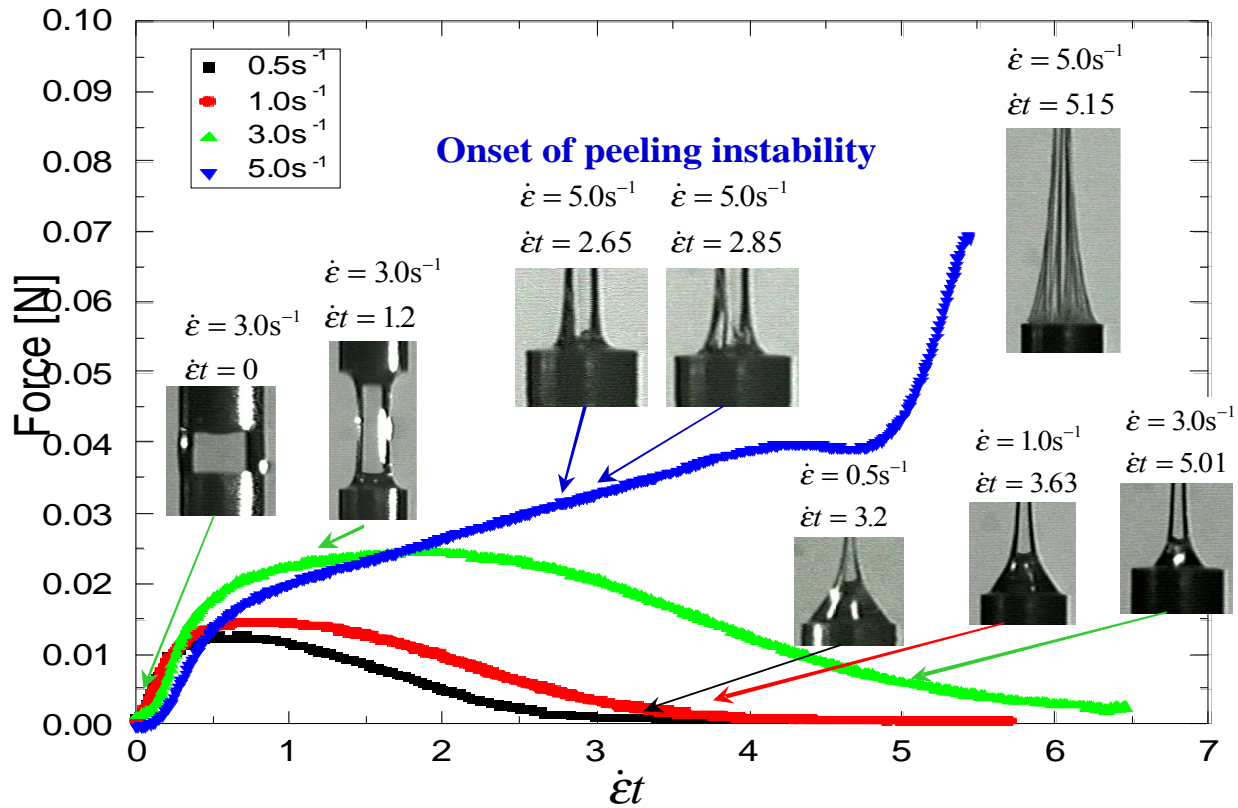 0.10
0.09
0.08
0.07
0.06
0.05
0.04
0.03
0.02
0.01
0.00
Force [N]
0.5s⁻¹
1.0s⁻¹
3.0s⁻¹
5.0s⁻¹
Onset of peeling instability
ε̇ = 5.0s⁻¹
ε̇t = 5.15
ε̇ = 5.0s⁻¹
ε̇t = 2.65
ε̇ = 5.0s⁻¹
ε̇t = 2.85
ε̇ = 3.0s⁻¹
ε̇t = 1.2
ε̇ = 3.0s⁻¹
ε̇t = 0
ε̇ = 0.5s⁻¹
ε̇t = 3.2
ε̇ = 1.0s⁻¹
ε̇t = 3.63
ε̇ = 3.0s⁻¹
ε̇t = 5.01
0 1 2 3 4 5 6 7
ε̇t